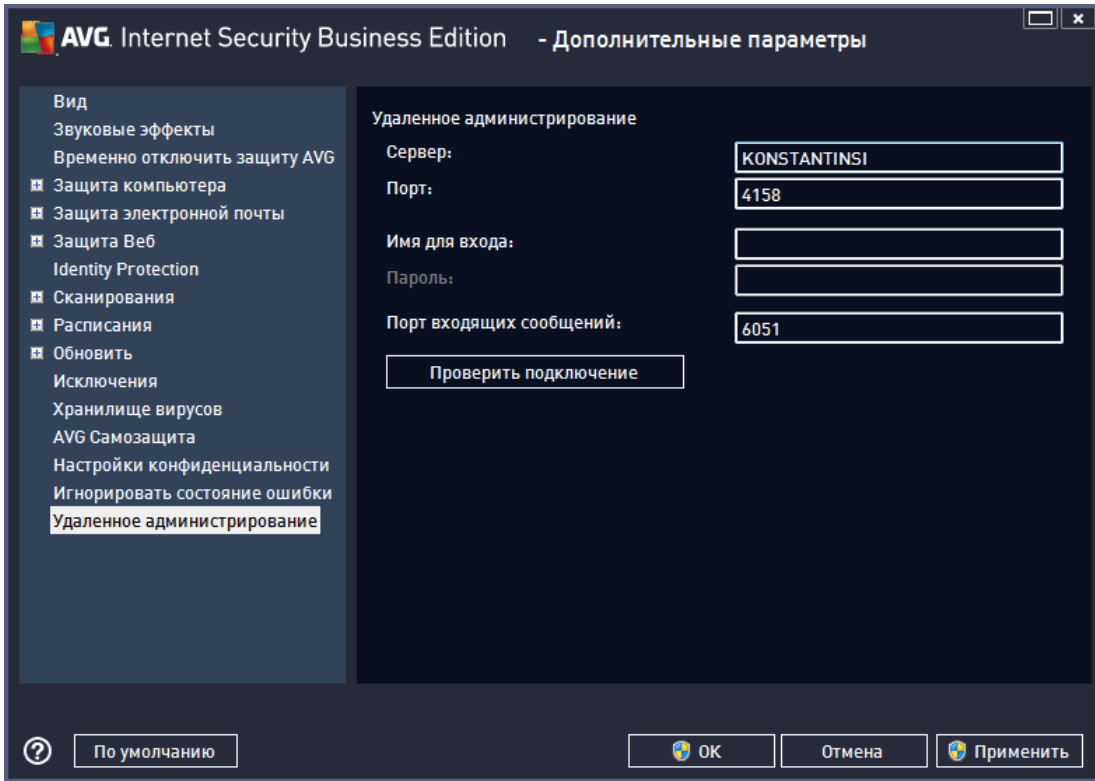 AVG. Internet Security Business Edition - Дополнительные параметры
Вид
Звуковые эффекты
Временно отключить защиту AVG
Защита компьютера
Защита электронной почты
Защита Веб
Identity Protection
Сканирования
Расписания
Обновить
Исключения
Хранилище вирусов
AVG Самозащита
Настройки конфиденциальности
Игнорировать состояние ошибки
Удаленное администрирование
Удаленное администрирование
Сервер: KONSTANTINSI
Порт: 4158
Имя для входа:
Пароль:
Порт входящих сообщений: 6051
Проверить подключение
По умолчанию
ОК
Отмена
Применить